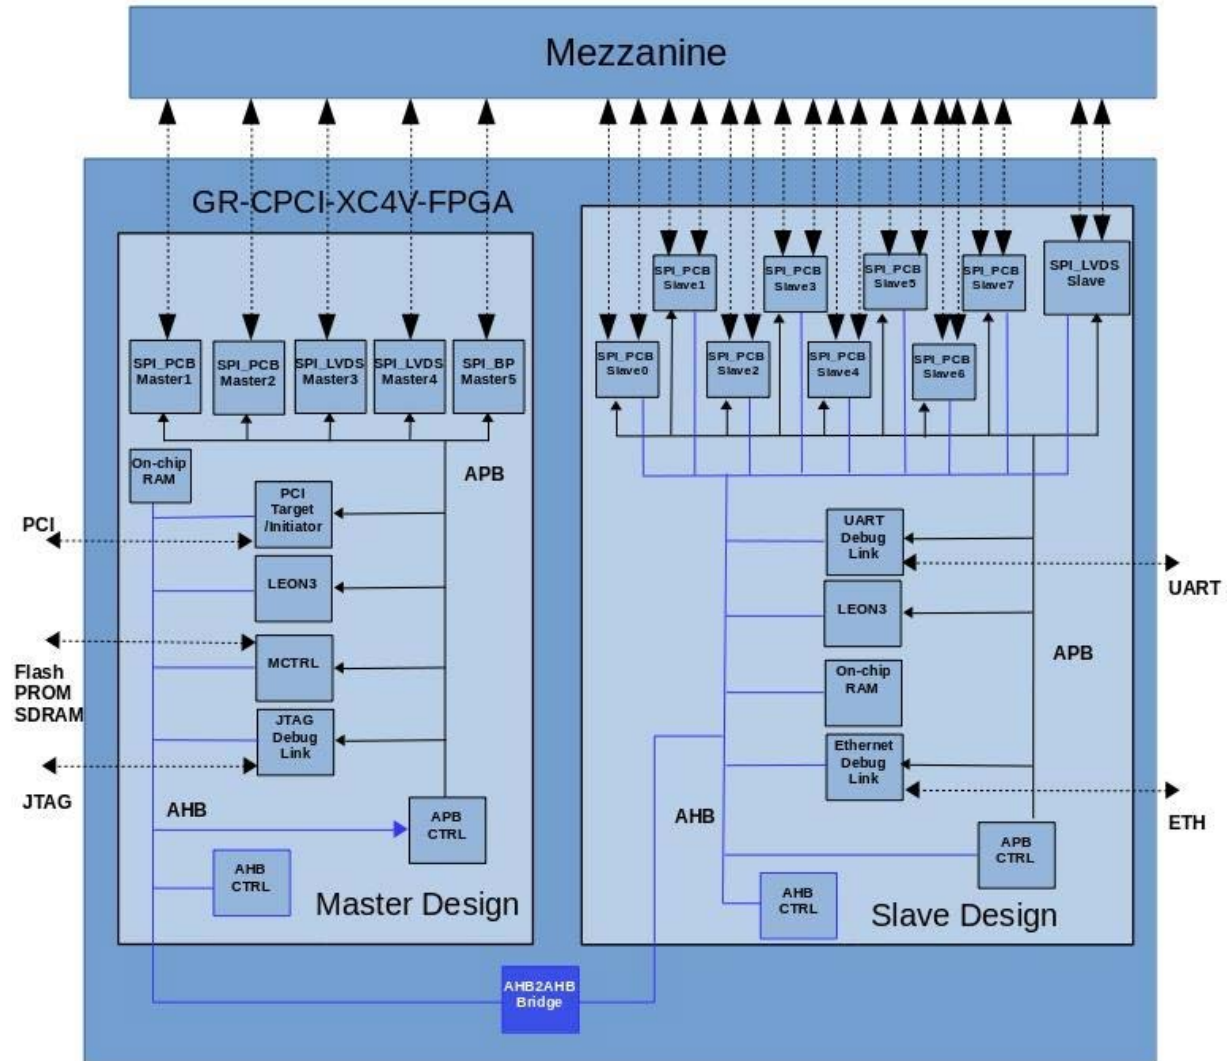 Mezzanine
GR-CPCI-XC4V-FPGA
SPI_PCB
Slave1
SPI_PCB
Slave3
SPI_PCB
Slave5
SPI_PCB
Slave7
SPI_LVDS
Slave
SPI_PCB
Master1
SPI_PCB
Master2
SPI_LVDS
Master3
SPI_LVDS
Master4
SPI_BP
Master5
SPI_PCB
Slave0
SPI_PCB
Slave2
SPI_PCB
Slave4
SPI_PCB
Slave6
On-chip
RAM
APB
PCI
PCI
Target
/Initiator
LEON3
Flash
PROM
SDRAM
MCTRL
JTAG
Debug
Link
JTAG
AHB
APB
CTRL
AHB
CTRL
Master Design
UART
Debug
Link
UART
LEON3
APB
On-chip
RAM
Ethernet
Debug
Link
ETH
AHB
APB
CTRL
AHB
CTRL
Slave Design
AHB2AHB
Bridge